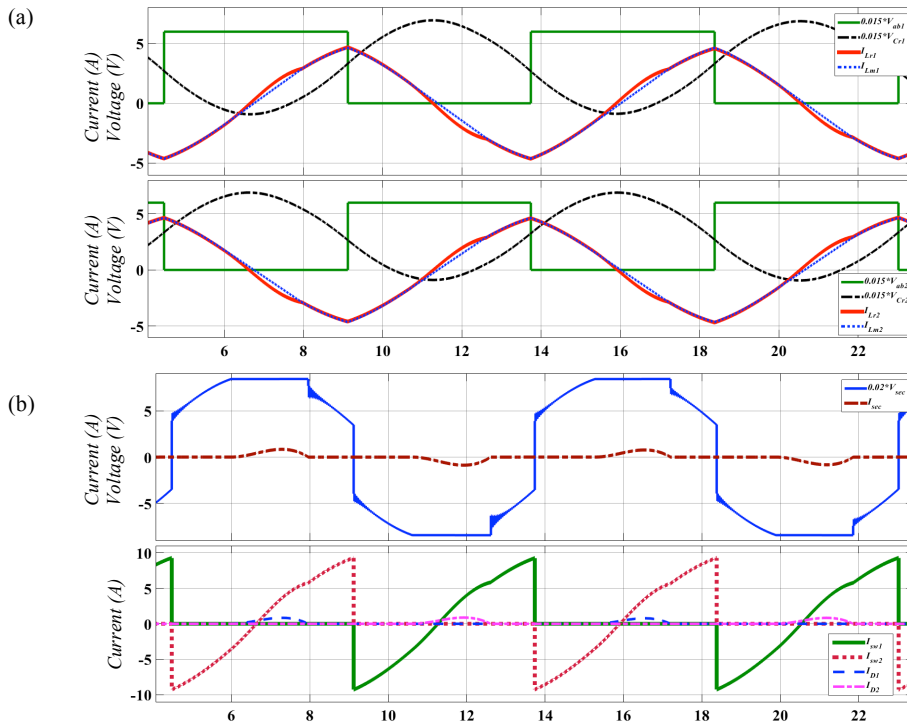 (a)
5
0
-5
Current (A)
Voltage (V)
0.015*V_ab1
0.015*V_Cr1
I_Lr1
I_Lm1
5
0
-5
Current (A)
Voltage (V)
0.015*V_ab2
0.015*V_Cr2
I_Lr2
I_Lm2
6 8 10 12 14 16 18 20 22
(b)
5
0
-5
Current (A)
Voltage (V)
0.02*V_sec
I_sec
10
5
0
-5
-10
Current (A)
I_sw1
I_sw2
I_D1
I_D2
6 8 10 12 14 16 18 20 22